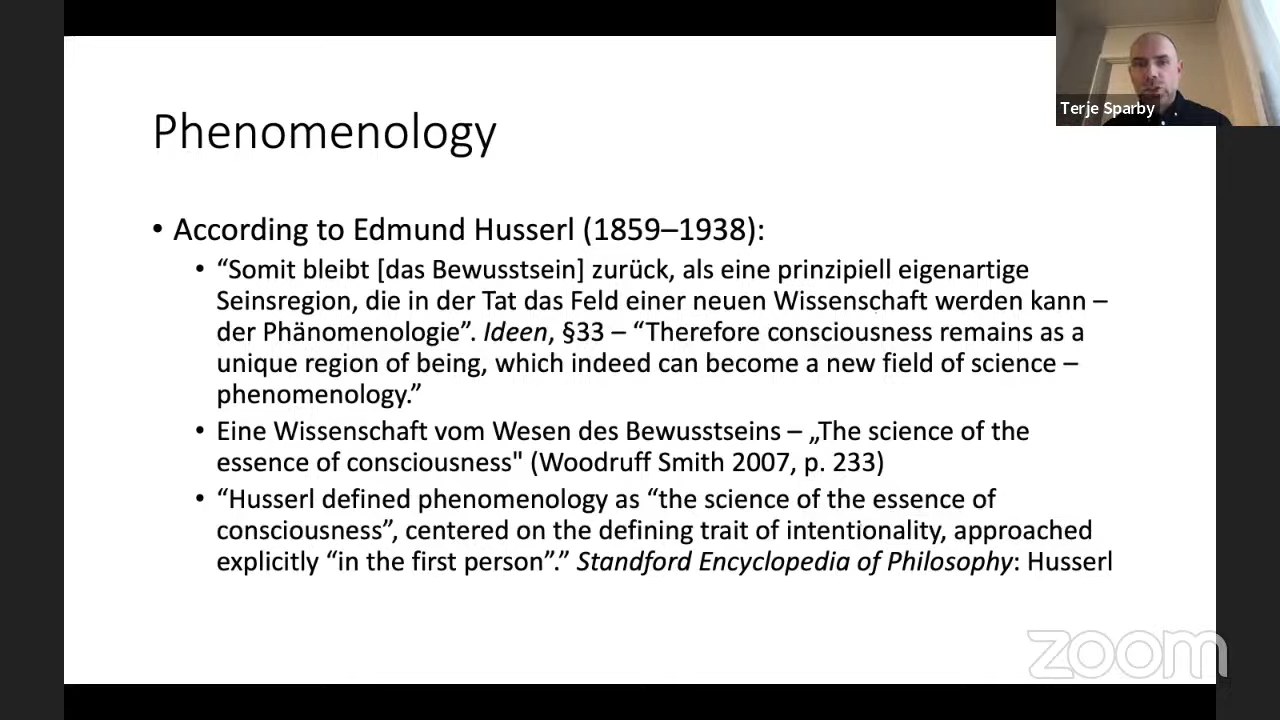 Terje Sparby
Phenomenology
• According to Edmund Husserl (1859–1938):
• “Somit bleibt [das Bewusstsein] zurück, als eine prinzipiell eigenartige
Seinsregion, die in der Tat das Feld einer neuen Wissenschaft werden kann –
der Phänomenologie”. Ideen, §33 – “Therefore consciousness remains as a
unique region of being, which indeed can become a new field of science –
phenomenology.”
• Eine Wissenschaft vom Wesen des Bewusstseins – „The science of the
essence of consciousness" (Woodruff Smith 2007, p. 233)
• “Husserl defined phenomenology as “the science of the essence of
consciousness”, centered on the defining trait of intentionality, approached
explicitly “in the first person”.” Standford Encyclopedia of Philosophy: Husserl
zoom